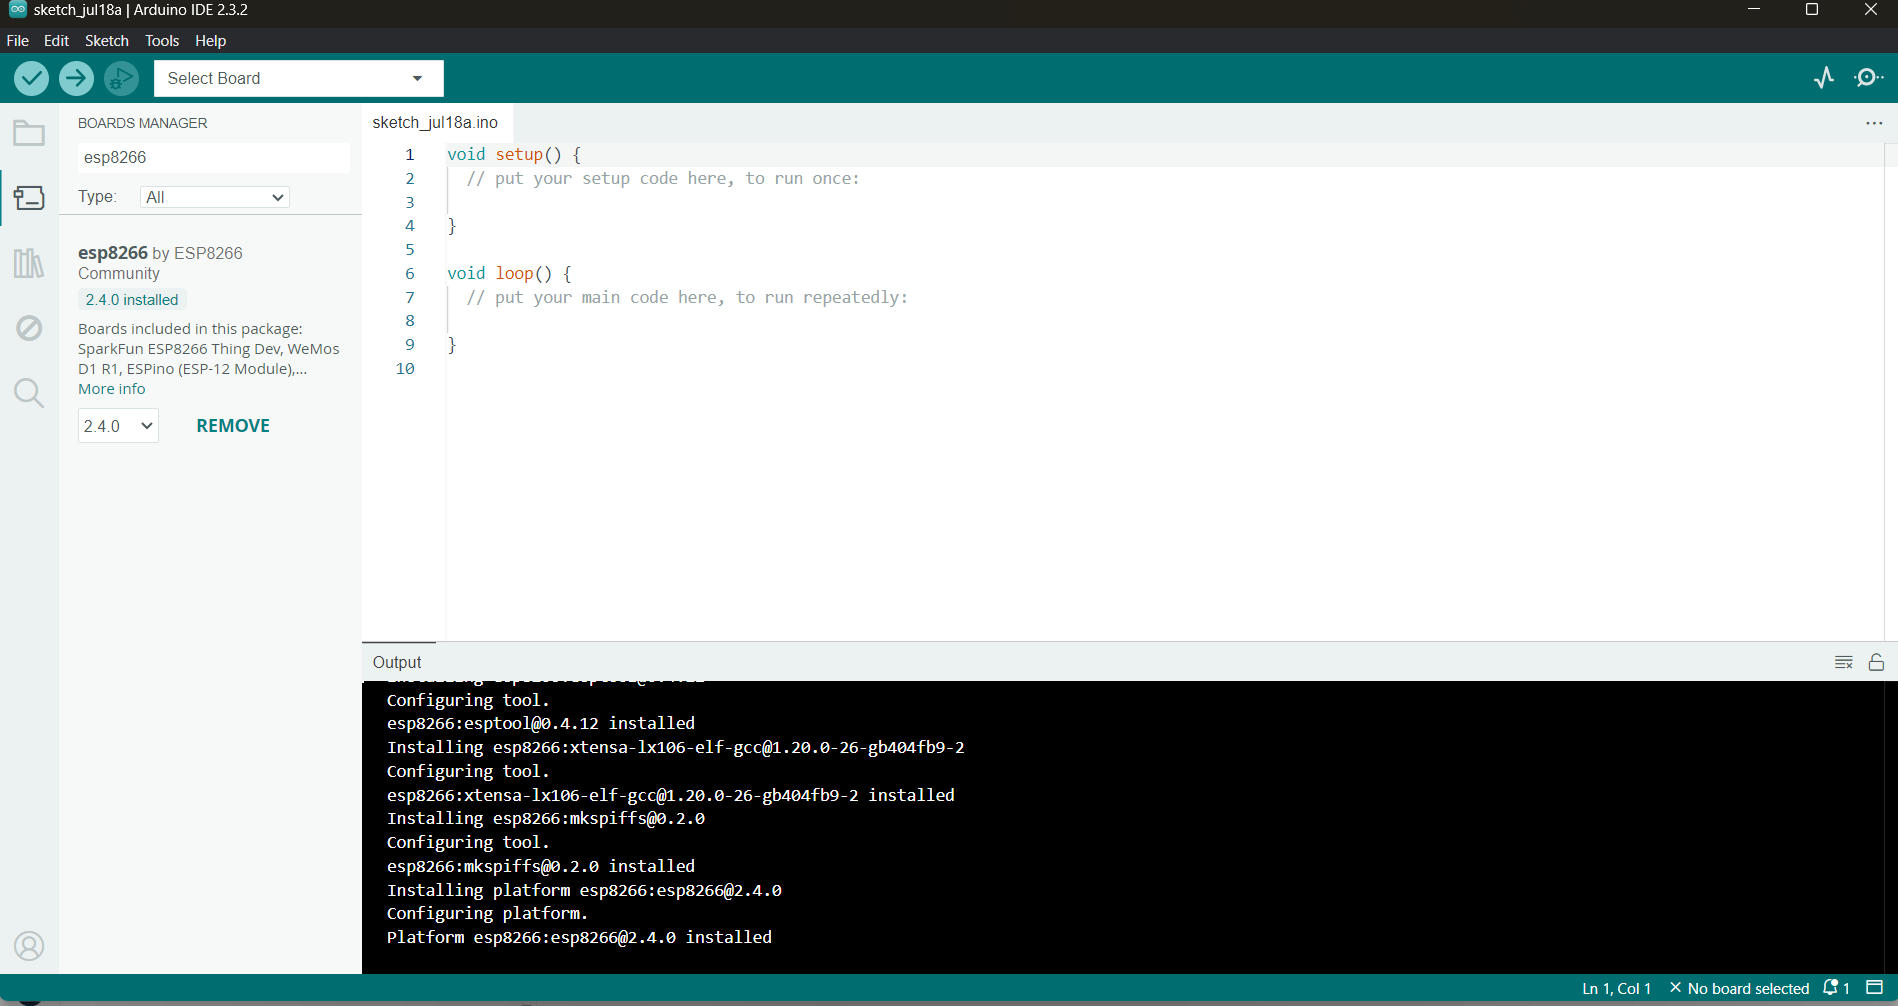 sketch_jul18a | Arduino IDE 2.3.2
File Edit Sketch Tools Help
Select Board
BOARDS MANAGER
esp8266
Type: All
esp8266 by ESP8266
Community
2.4.0 installed
Boards included in this package:
SparkFun ESP8266 Thing Dev, WeMos
D1 R1, ESPino (ESP-12 Module),...
More info
2.4.0 REMOVE
sketch_jul18a.ino
1 void setup() {
2 // put your setup code here, to run once:
3
4 }
5
6 void loop() {
7 // put your main code here, to run repeatedly:
8
9 }
10
Output
Configuring tool.
esp8266:esptool@0.4.12 installed
Installing esp8266:xtensa-lx106-elf-gcc@1.20.0-26-gb404fb9-2
Configuring tool.
esp8266:xtensa-lx106-elf-gcc@1.20.0-26-gb404fb9-2 installed
Installing esp8266:mkspiffs@0.2.0
Configuring tool.
esp8266:mkspiffs@0.2.0 installed
Installing platform esp8266:esp8266@2.4.0
Configuring platform.
Platform esp8266:esp8266@2.4.0 installed
Ln 1, Col 1 × No board selected 1